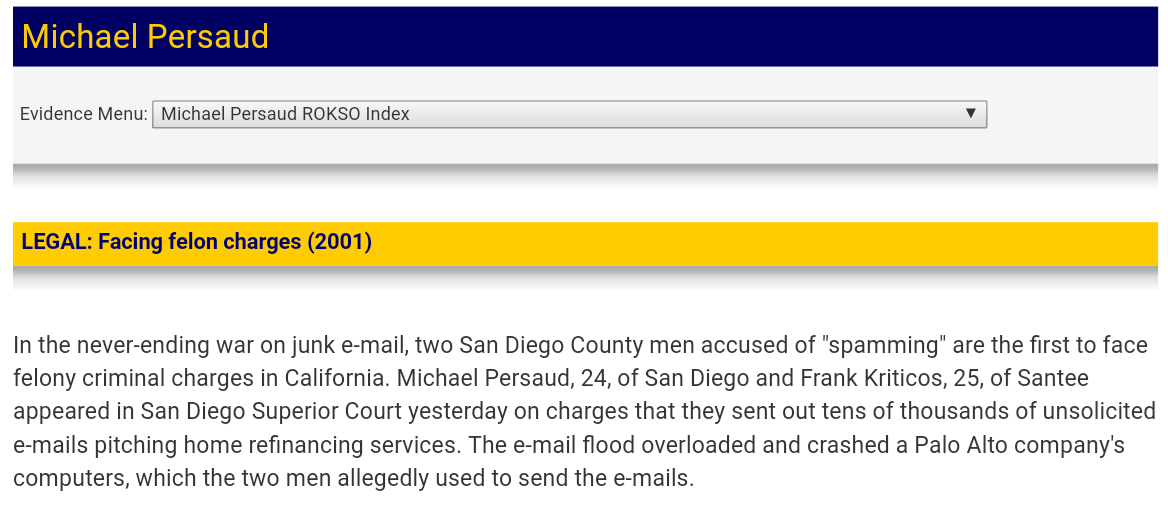 Michael Persaud
Evidence Menu: Michael Persaud ROKSO Index ▼
LEGAL: Facing felon charges (2001)
In the never-ending war on junk e-mail, two San Diego County men accused of "spamming" are the first to face
felony criminal charges in California. Michael Persaud, 24, of San Diego and Frank Kriticos, 25, of Santee
appeared in San Diego Superior Court yesterday on charges that they sent out tens of thousands of unsolicited
e-mails pitching home refinancing services. The e-mail flood overloaded and crashed a Palo Alto company's
computers, which the two men allegedly used to send the e-mails.